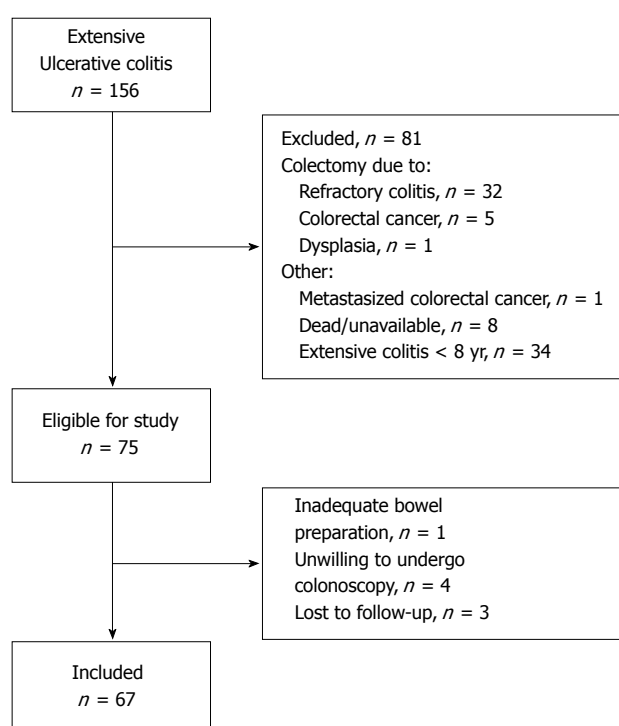 Extensive
Ulcerative colitis
n = 156
Excluded, n = 81
Colectomy due to:
Refractory colitis, n = 32
Colorectal cancer, n = 5
Dysplasia, n = 1
Other:
Metastasized colorectal cancer, n = 1
Dead/unavailable, n = 8
Extensive colitis < 8 yr, n = 34
Eligible for study
n = 75
Inadequate bowel
preparation, n = 1
Unwilling to undergo
colonoscopy, n = 4
Lost to follow-up, n = 3
Included
n = 67